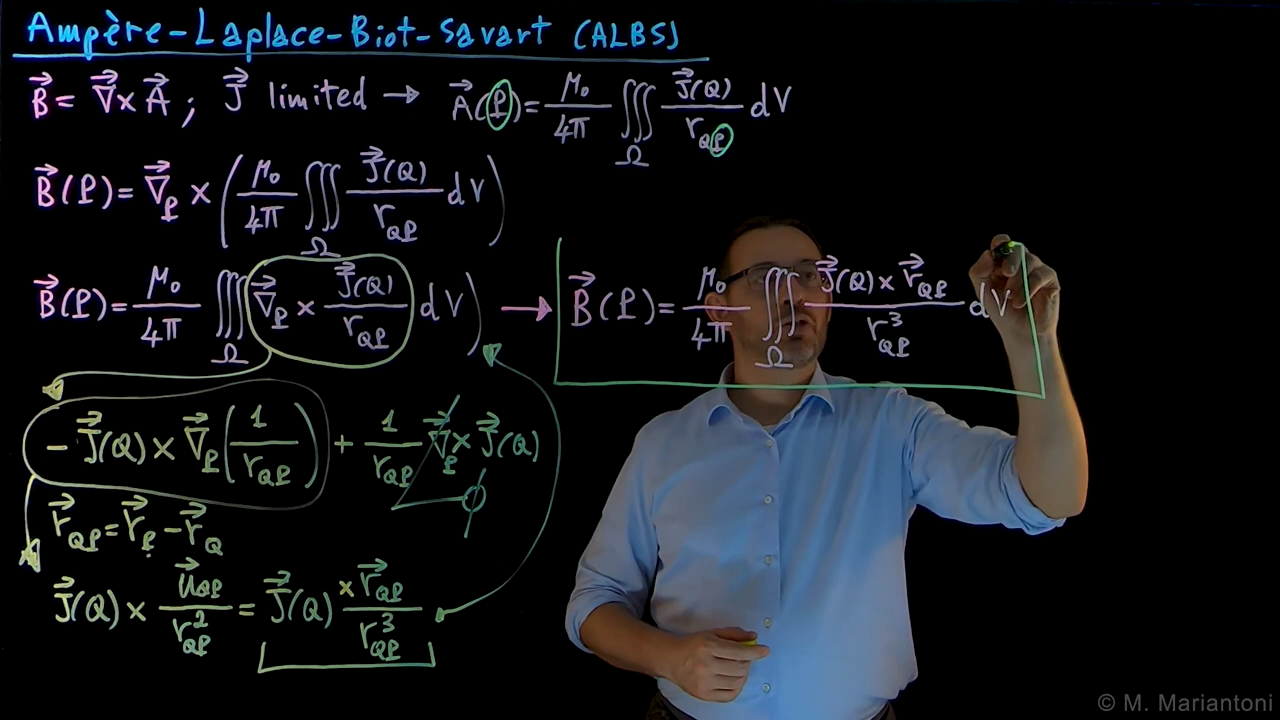 Ampère-Laplace-Biot-Savart (ALBS)
B⃗ = ∇⃗ × A⃗ ; J⃗ limited → A⃗(P) = μ₀/4π ∭_Ω J⃗(Q)/r_QP dV
B⃗(P) = ∇⃗_P × ( μ₀/4π ∭_Ω J⃗(Q)/r_QP dV )
B⃗(P) = μ₀/4π ∭_Ω ∇⃗_P × J⃗(Q)/r_QP dV ) → B⃗(P) = μ₀/4π ∭_Ω J⃗(Q) × r⃗_QP / r³_QP dV
- J⃗(Q) × ∇⃗_P ( 1/r_QP ) + 1/r_QP ∇⃗_P × J⃗(Q)
∅
r⃗_QP = r⃗_P - r⃗_Q
J⃗(Q) × u⃗_QP / r²_QP = J⃗(Q) × r⃗_QP / r³_QP
© M. Mariantoni